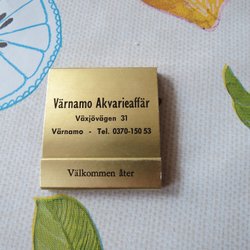 Värnamo Akvarieaffär
Växjövägen 31
Värnamo - Tel. 0370-150 53
Välkommen åter